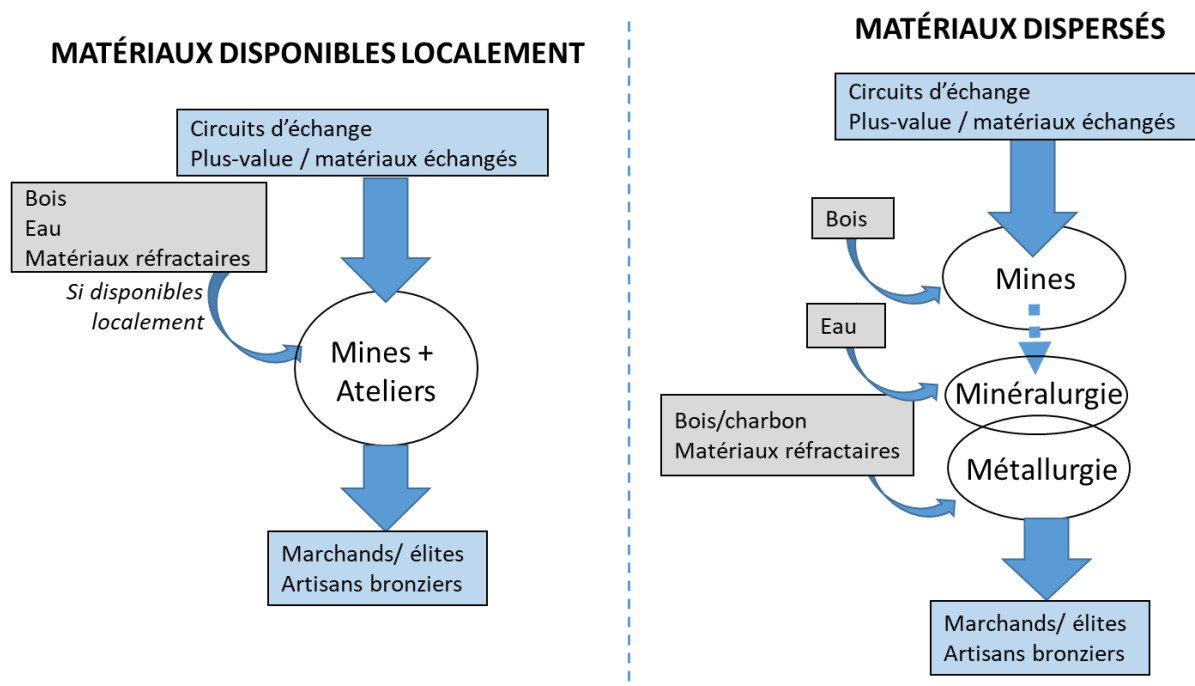 MATÉRIAUX DISPONIBLES LOCALEMENT
Circuits d’échange
Plus-value / matériaux échangés
Bois
Eau
Matériaux réfractaires
Si disponibles
localement
Mines +
Ateliers
Marchands/ élites
Artisans bronziers
MATÉRIAUX DISPERSÉS
Circuits d’échange
Plus-value / matériaux échangés
Bois
Mines
Eau
Minéralurgie
Bois/charbon
Matériaux réfractaires
Métallurgie
Marchands/ élites
Artisans bronziers